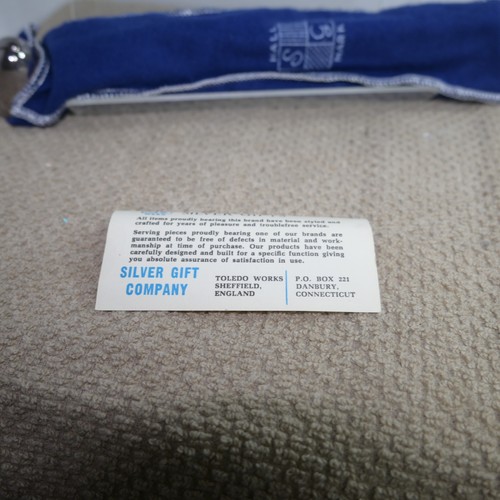 All items proudly bearing this brand have been styled and
crafted for years of pleasure and troublefree service.
Serving pieces proudly bearing one of our brands are
guaranteed to be free of defects in material and work-
manship at time of purchase. Our products have been
carefully designed and built for a specific function giving
you absolute assurance of satisfaction in use.
SILVER GIFT
COMPANY
TOLEDO WORKS
SHEFFIELD,
ENGLAND
P.O. BOX 221
DANBURY,
CONNECTICUT